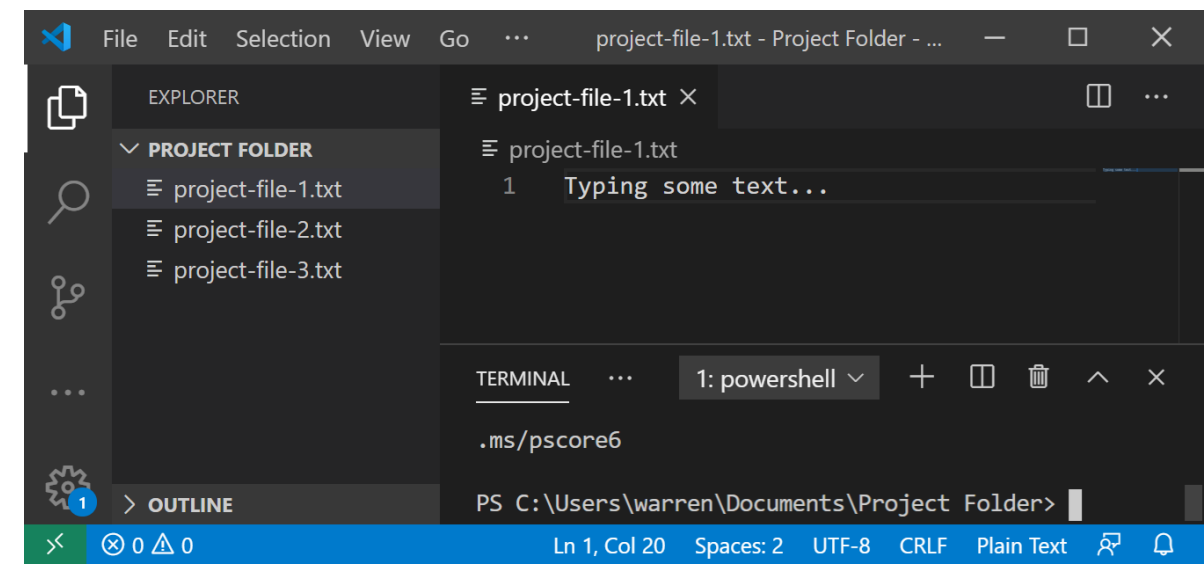 File Edit Selection View Go ··· project-file-1.txt - Project Folder - ...
EXPLORER
PROJECT FOLDER
project-file-1.txt
project-file-2.txt
project-file-3.txt
OUTLINE
1
project-file-1.txt
project-file-1.txt
1 Typing some text...
TERMINAL ··· 1: powershell
.ms/pscore6
PS C:\Users\warren\Documents\Project Folder>
0 0 Ln 1, Col 20 Spaces: 2 UTF-8 CRLF Plain Text